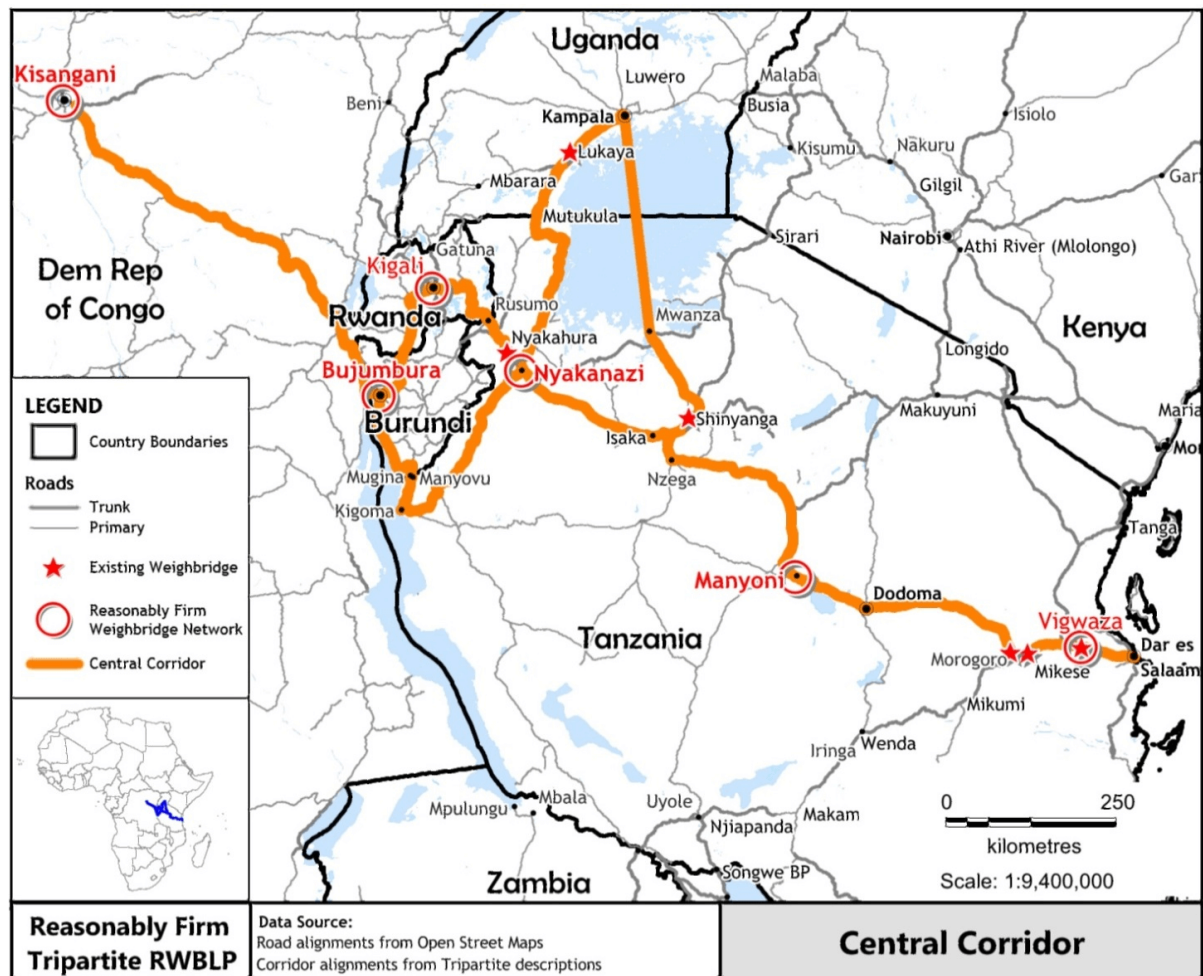 Uganda
Luwero
Malaba
Kisangani
Beni
Busia
Isiolo
Kampala
Lukaya
Kisumu
Nakuru
Mbarara
Gilgil
Gar
Mutukula
Sirari
Nairobi
Gatuna
Athi River (Mlolongo)
Dem Rep
of Congo
Kigali
Rusumo
Rwanda
Mwanza
Kenya
Nyakahura
Longido
Bujumbura
Nyakanazi
Burundi
Makuyuni
Maria
Shinyanga
Isaka
Mor
Mugina
Manyovu
Nzega
Kigoma
Tanga
Manyoni
Dodoma
Vigwaza
Tanzania
Dar es
Salaam
Morogoro
Mikese
Mikumi
Iringa
Wenda
Uyole
Makam
Mbala
Mpulungu
Njiapanda
Songwe BP
Zambia
LEGEND
Country Boundaries
Roads
Trunk
Primary
Existing Weighbridge
Reasonably Firm
Weighbridge Network
Central Corridor
0 250
kilometres
Scale: 1:9,400,000
Reasonably Firm
Tripartite RWBLP
Data Source:
Road alignments from Open Street Maps
Corridor alignments from Tripartite descriptions
Central Corridor